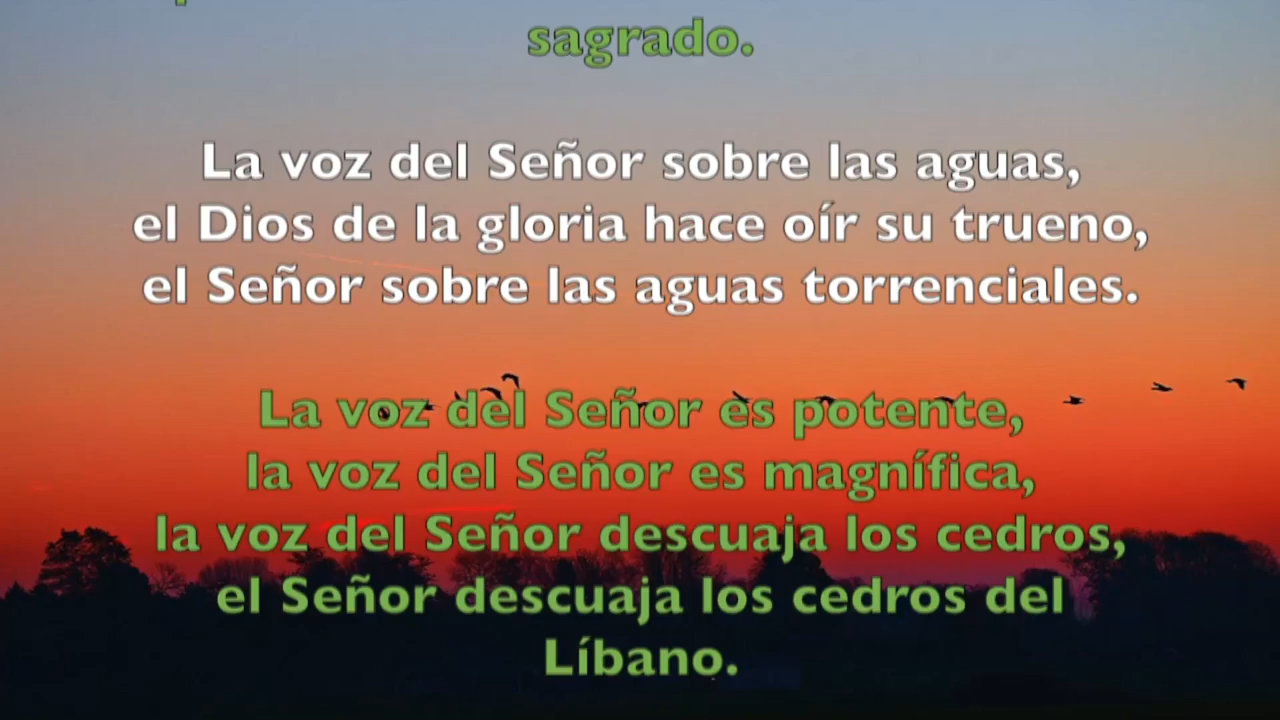 sagrado.
La voz del Señor sobre las aguas,
el Dios de la gloria hace oír su trueno,
el Señor sobre las aguas torrenciales.
La voz del Señor es potente,
la voz del Señor es magnífica,
la voz del Señor descuaja los cedros,
el Señor descuaja los cedros del
Líbano.